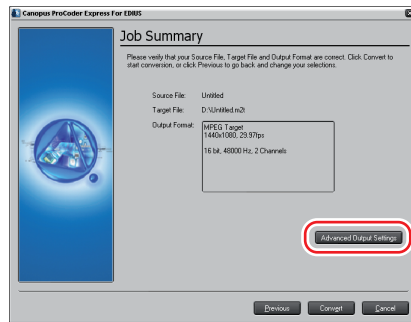 Canopus ProCoder Express For EDIUS
Job Summary
Please verify that your Source File, Target File and Output Format are correct. Click Convert to
start conversion, or click Previous to go back and change your selections.
Source File: Untitled
Target File: D:\Untitled.m2t
Output Format: MPEG Target
1440x1080, 29.97fps
16 bit, 48000 Hz, 2 Channels
Advanced Output Settings
Previous Convert Cancel